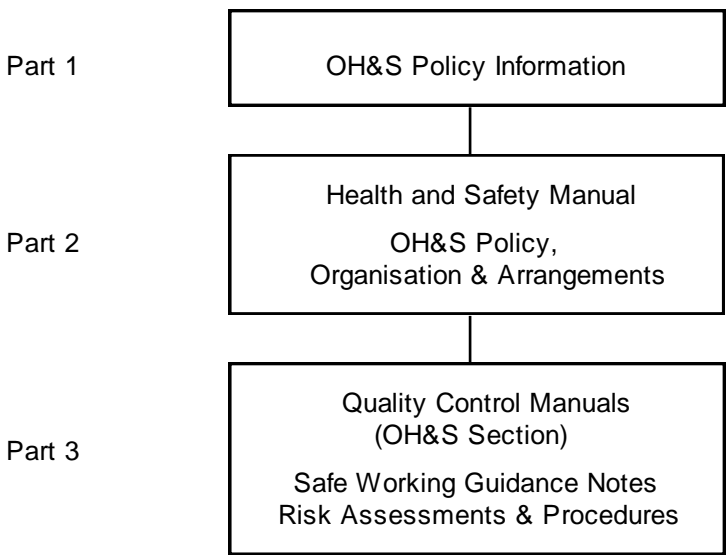 Part 1
OH&S Policy Information
Part 2
Health and Safety Manual
OH&S Policy,
Organisation & Arrangements
Part 3
Quality Control Manuals
(OH&S Section)
Safe Working Guidance Notes
Risk Assessments & Procedures